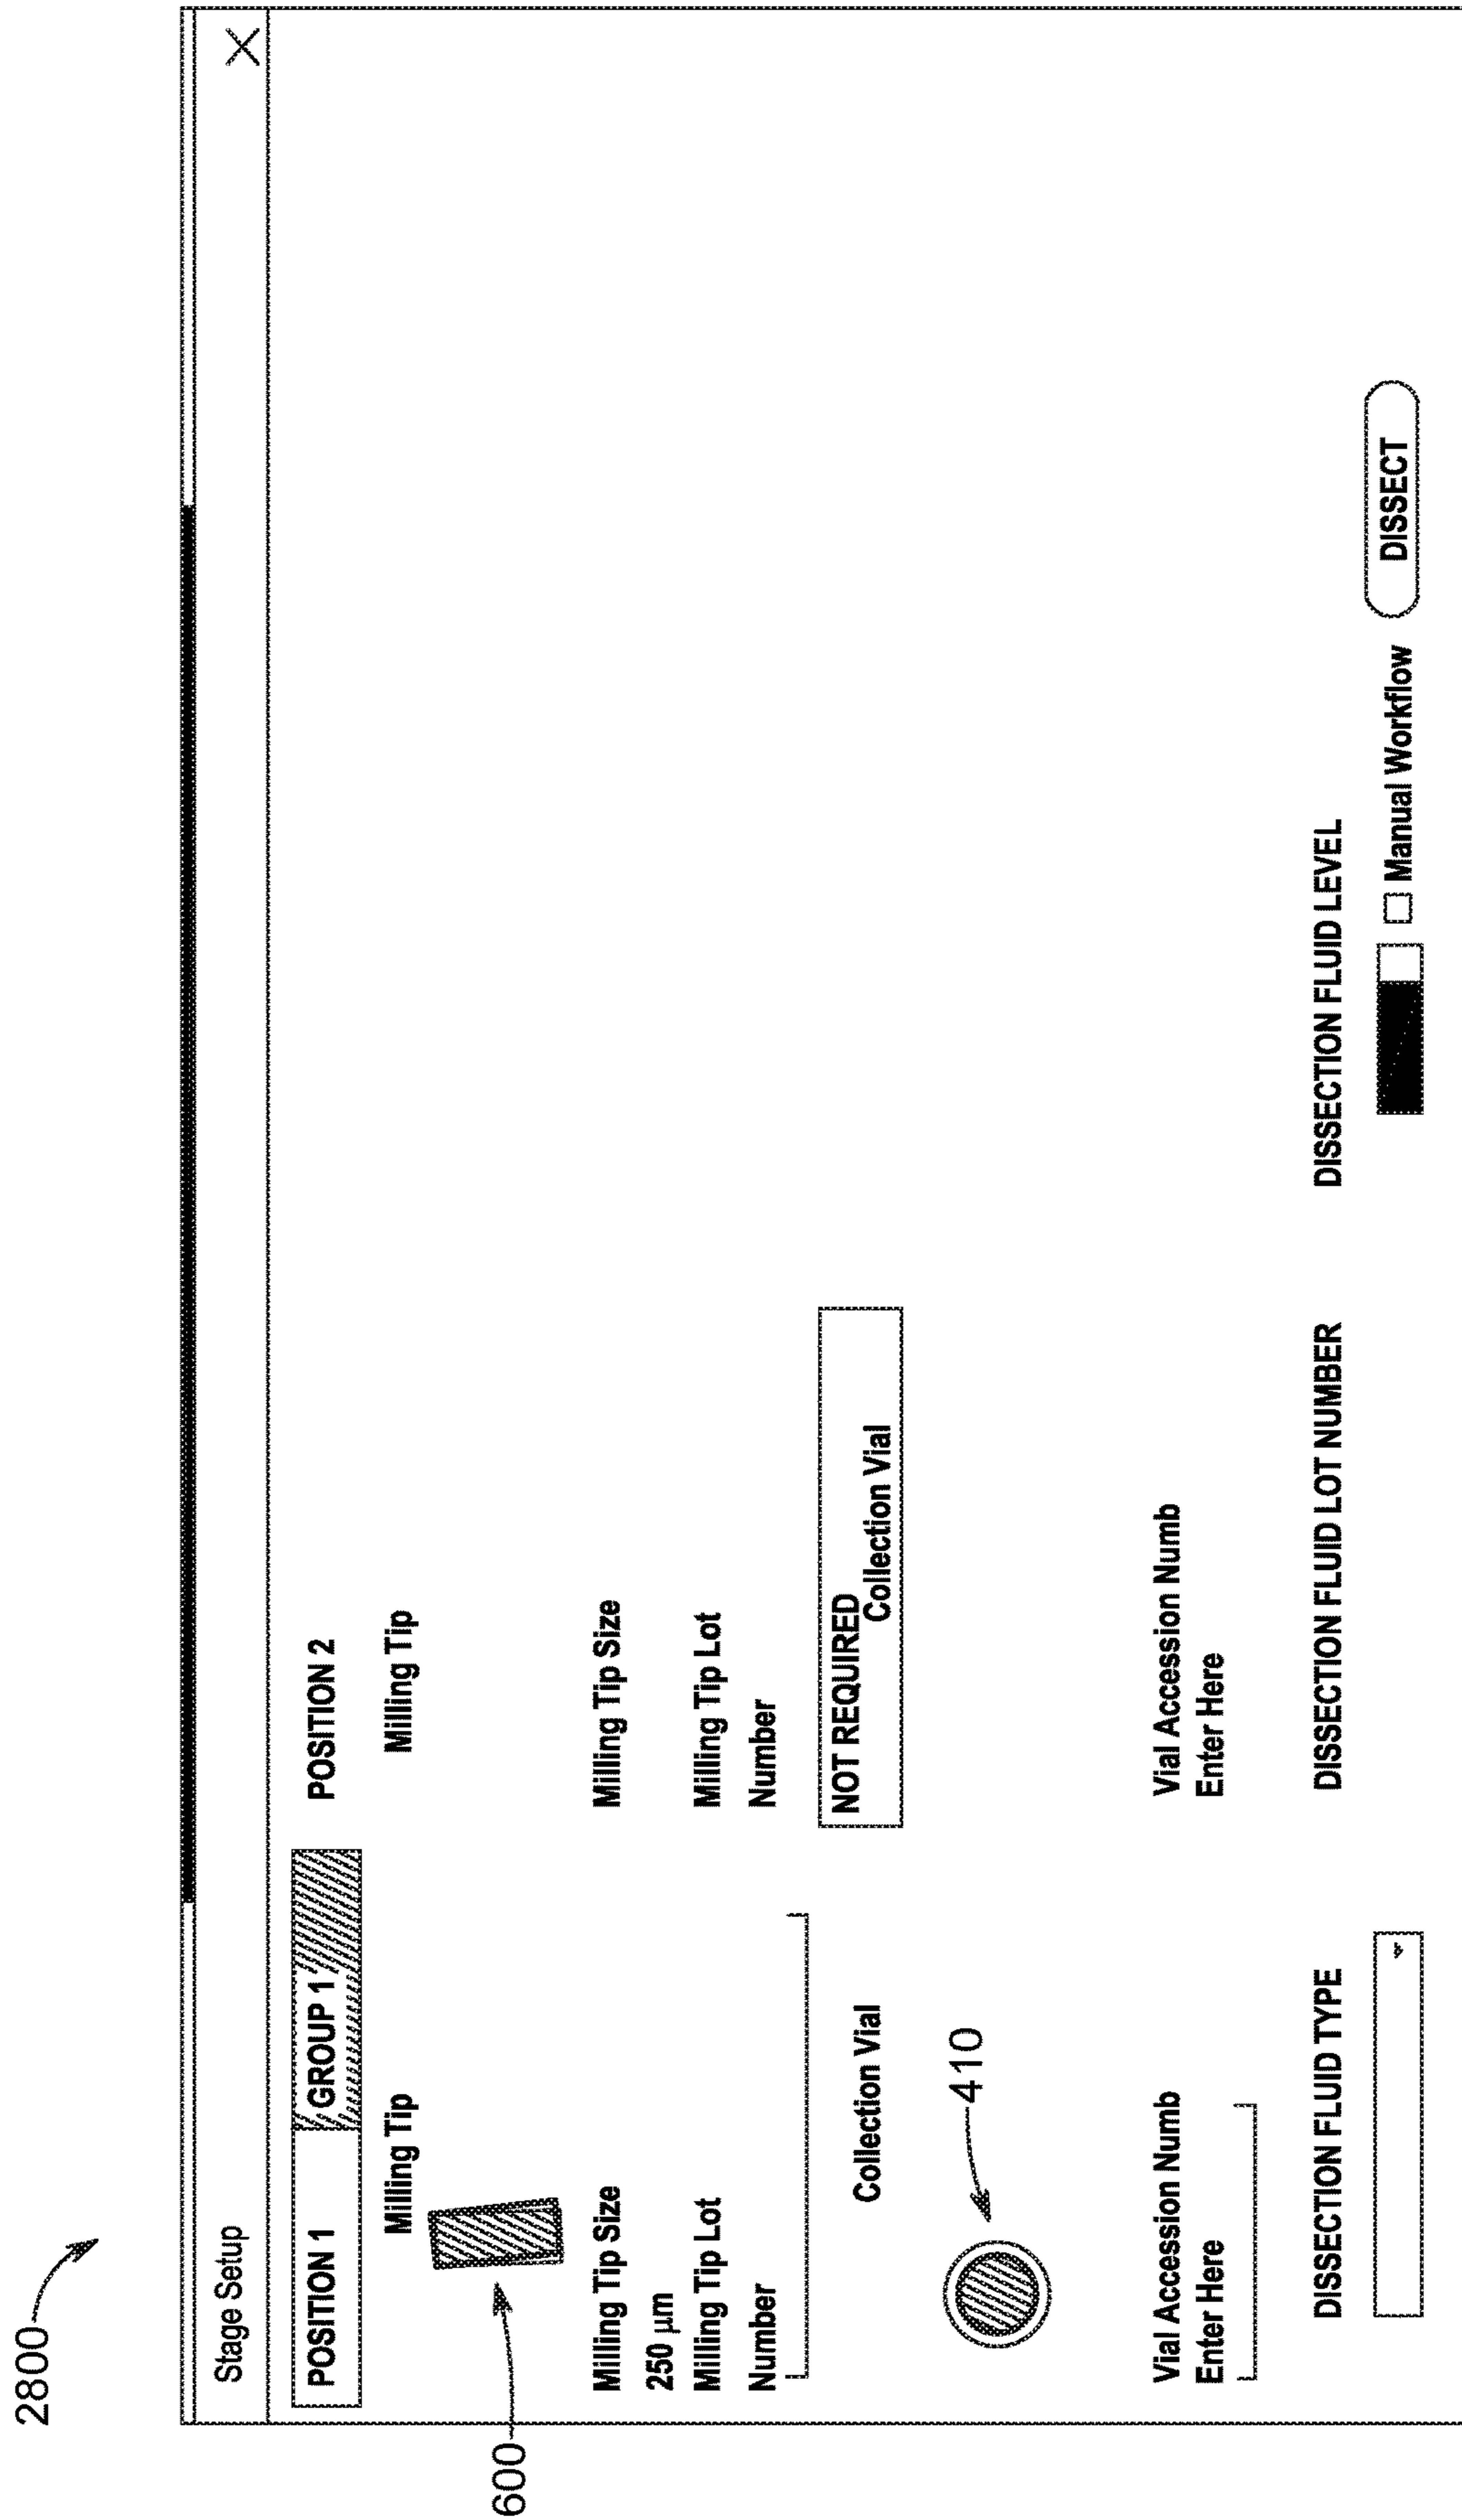 2800
Stage Setup
X
POSITION 1
GROUP 1
POSITION 2
Milling Tip
Milling Tip
600
Milling Tip Size
Milling Tip Size
250 µm
Milling Tip Lot
Milling Tip Lot
Number
Number
NOT REQUIRED
Collection Vial
Collection Vial
410
Vial Accession Numb
Vial Accession Numb
Enter Here
Enter Here
DISSECTION FLUID TYPE
DISSECTION FLUID LOT NUMBER
DISSECTION FLUID LEVEL
Manual Workflow
DISSECT